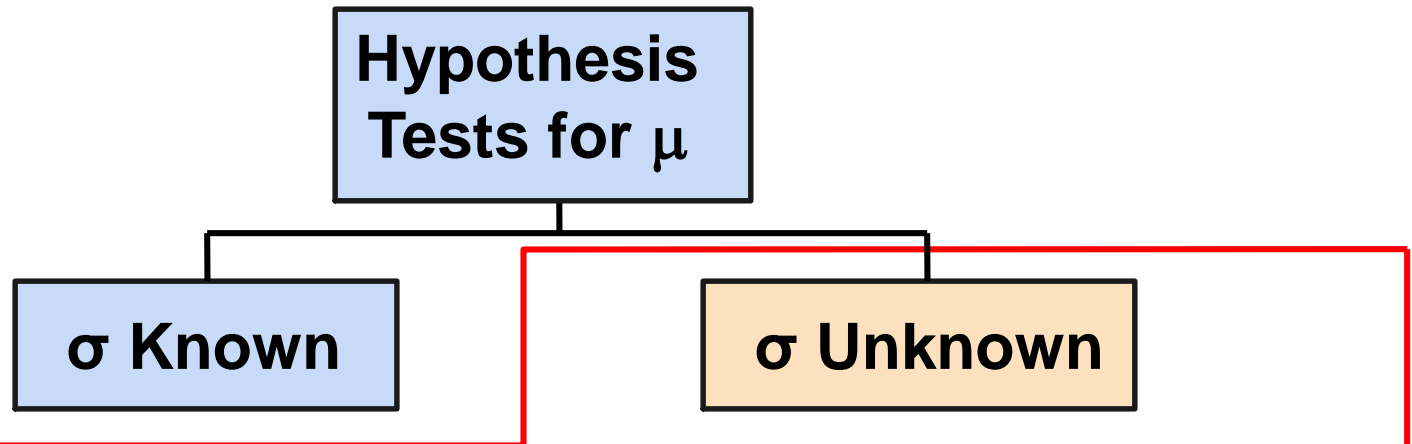 Hypothesis
Tests for μ
σ Known
σ Unknown